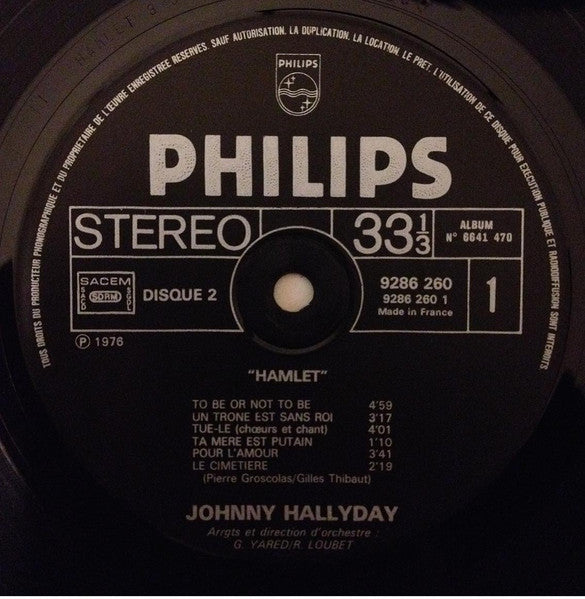 TOUS DROITS DU PRODUCTEUR PHONOGRAPHIQUE ET DU PROPRIETAIRE DE L'ŒUVRE ENREGISTREE RESERVES. SAUF AUTORISATION, LA DUPLICATION, LA LOCATION, LE PRET, L'UTILISATION DE CE DISQUE POUR EXECUTION PUBLIQUE ET RADIODIFFUSION SONT INTERDITS
PHILIPS
PHILIPS
STEREO
33 1/3
ALBUM
N° 6641 470
SACEM
SACD SDRM SGDL
DISQUE 2
9286 260
9286 260 1
Made in France
1
℗ 1976
"HAMLET"
TO BE OR NOT TO BE 4'59
UN TRONE EST SANS ROI 3'17
TUE-LE (chœurs et chant) 4'01
TA MERE EST PUTAIN 1'10
POUR L'AMOUR 3'41
LE CIMETIERE 2'19
(Pierre Groscolas/Gilles Thibaut)
JOHNNY HALLYDAY
Arrgts et direction d'orchestre :
G. YARED/R. LOUBET